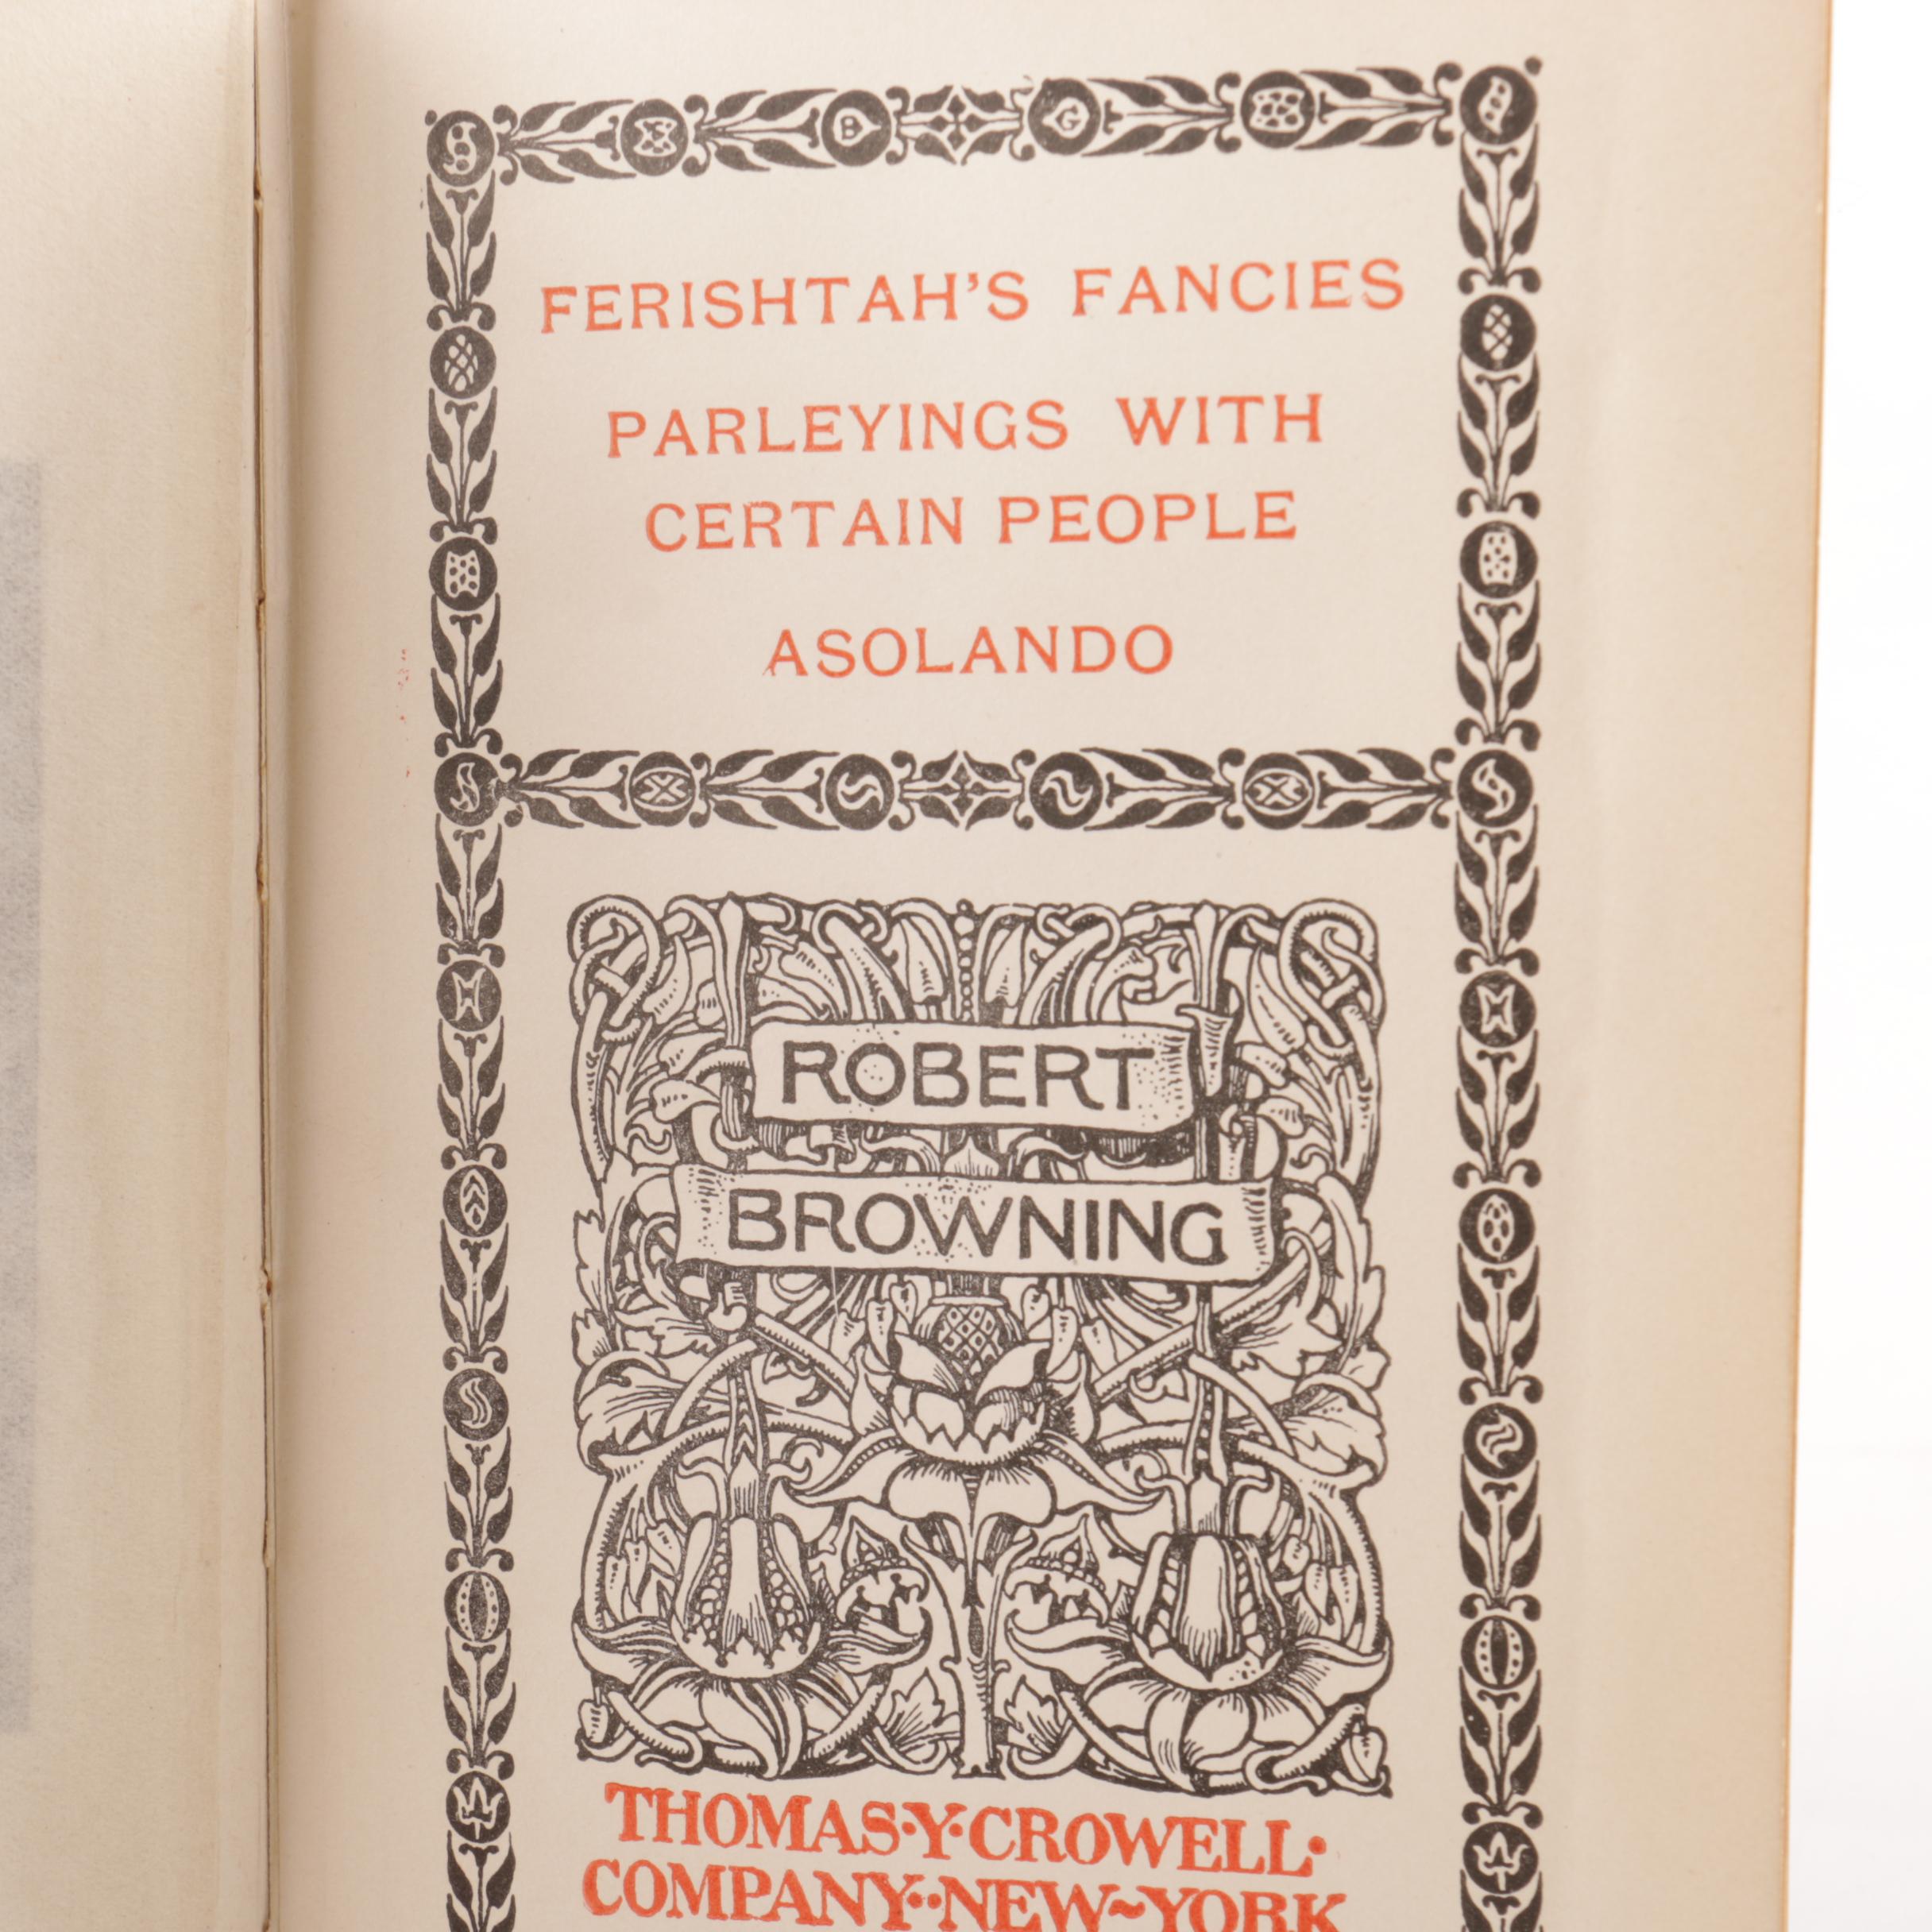 FERISHTAH'S FANCIES
PARLEYINGS WITH
CERTAIN PEOPLE
ASOLANDO
ROBERT
BROWNING
THOMAS·Y·CROWELL·
COMPANY··NEW~YORK